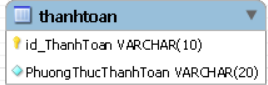 thanhtoan
id_ThanhToan VARCHAR(10)
PhuongThucThanhToan VARCHAR(20)